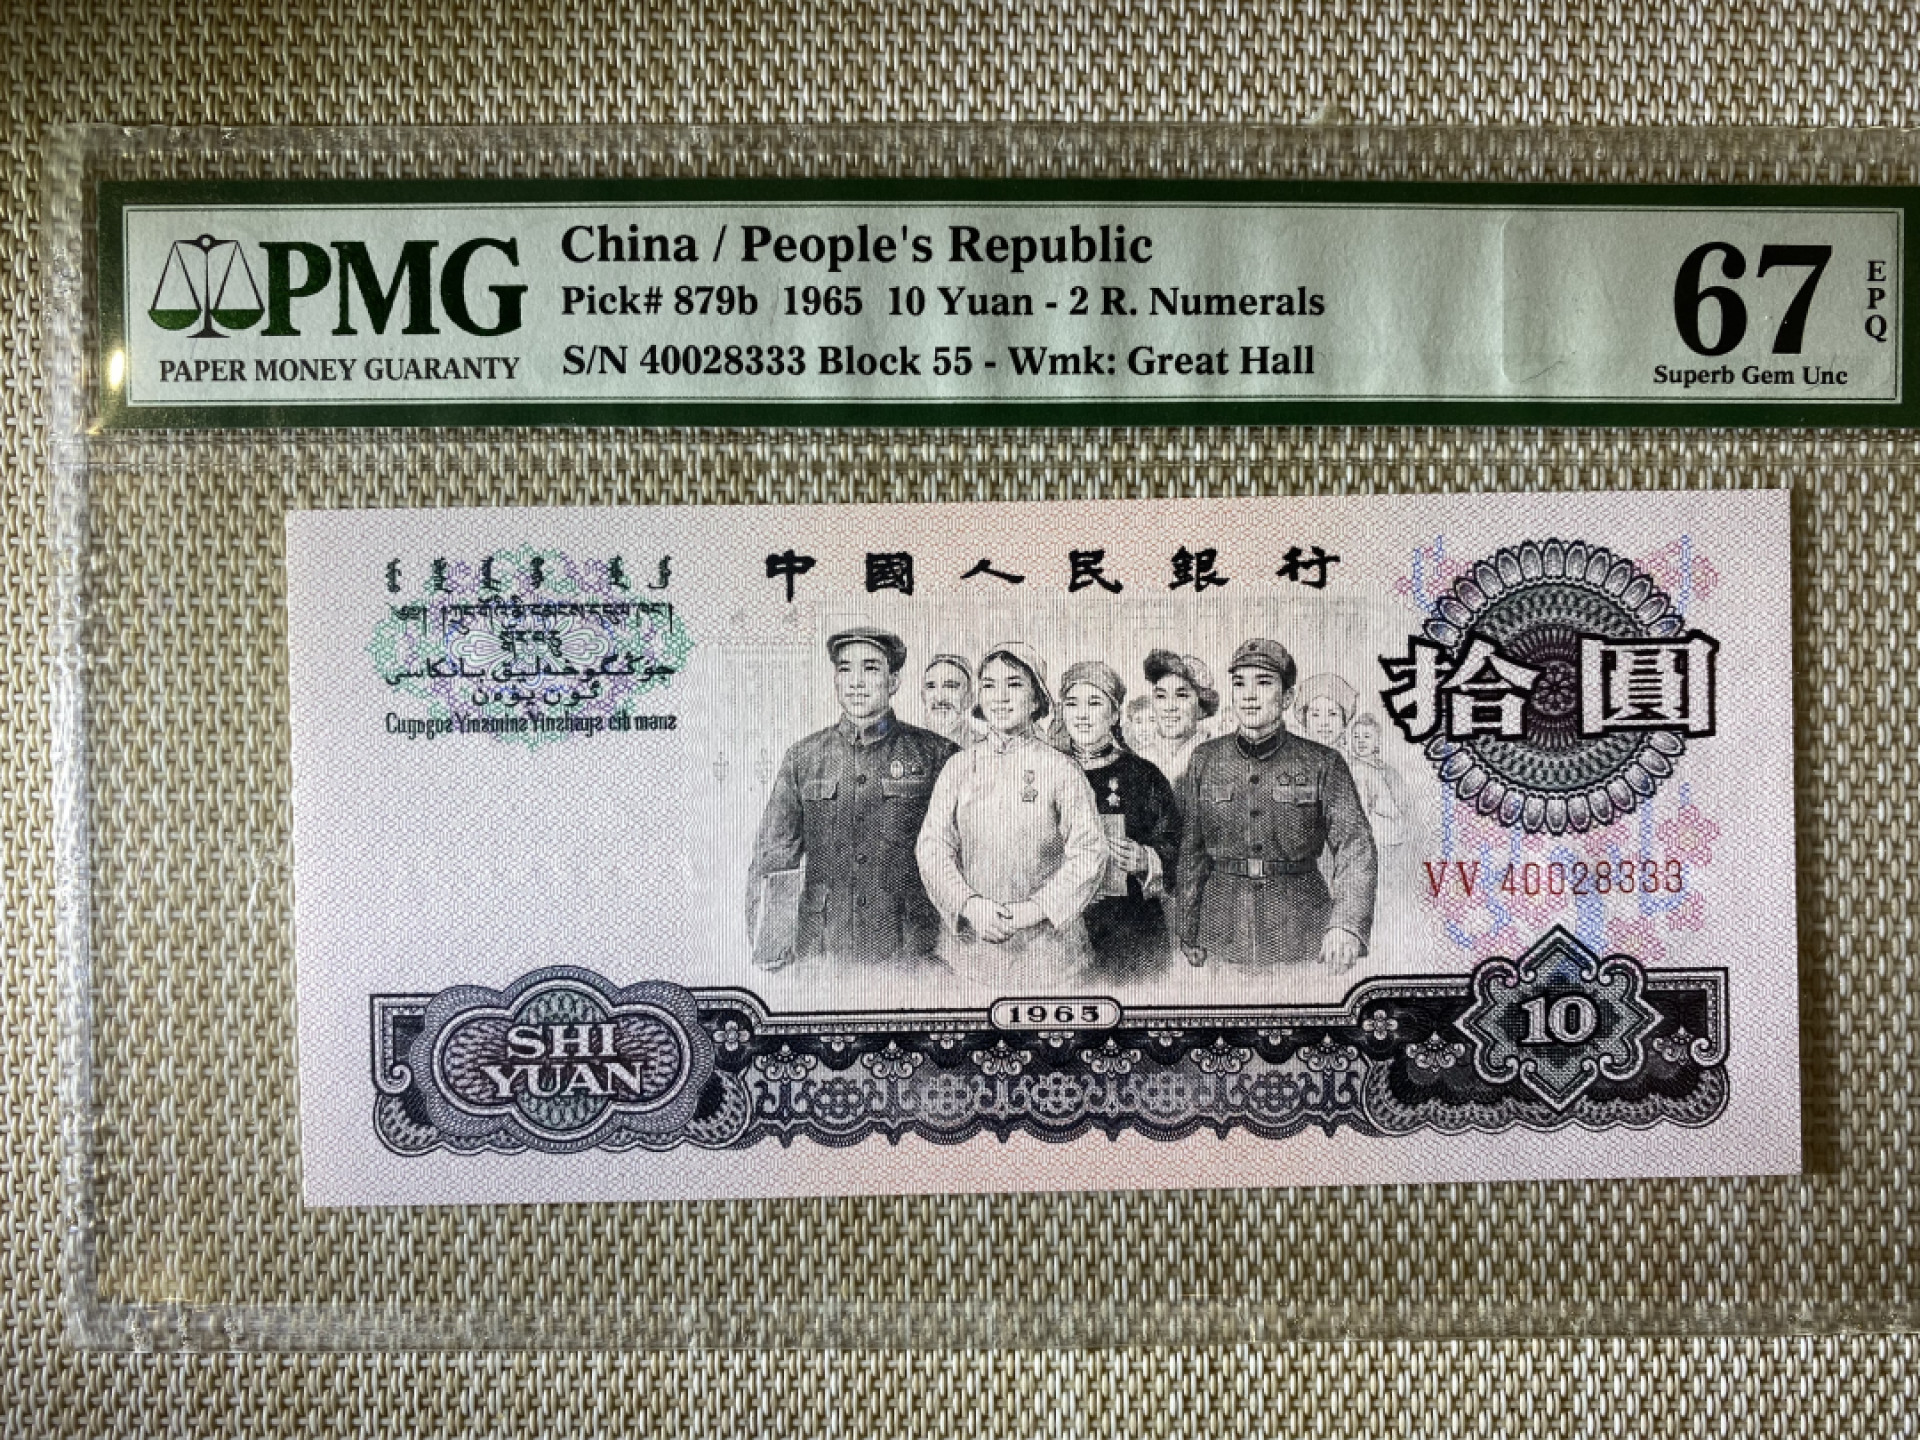 PMG
PAPER MONEY GUARANTY
China / People's Republic
Pick# 879b 1965 10 Yuan - 2 R. Numerals
S/N 40028333 Block 55 - Wmk: Great Hall
67
EPQ
Superb Gem Unc
中國人民銀行
拾圓
VV 40028333
1965
SHI
YUAN
10